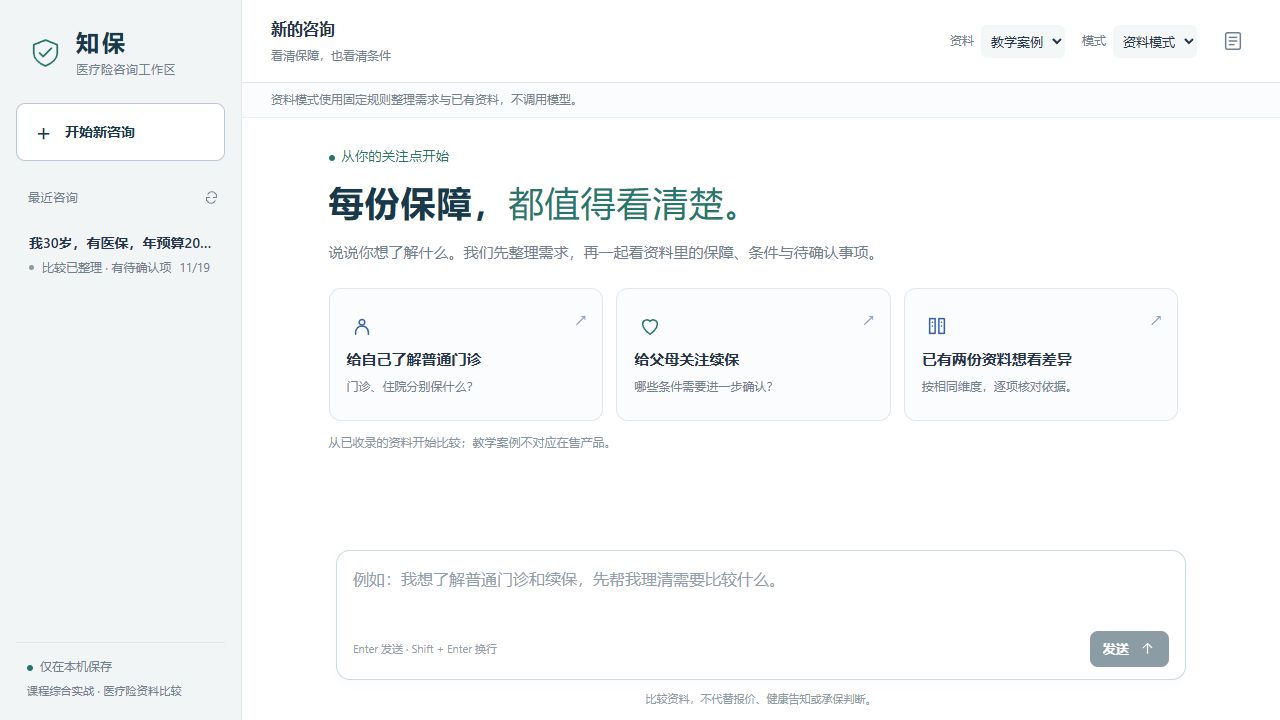 知保
医疗险咨询工作区
开始新咨询
最近咨询
我30岁，有医保，年预算20...
比较已整理 · 有待确认项 11/19
仅在本机保存
课程综合实战 · 医疗险资料比较
新的咨询
看清保障，也看清条件
资料 教学案例 模式 资料模式
资料模式使用固定规则整理需求与已有资料，不调用模型。
从你的关注点开始
每份保障，都值得看清楚。
说说你想了解什么。我们先整理需求，再一起看资料里的保障、条件与待确认事项。
给自己了解普通门诊
门诊、住院分别保什么？
给父母关注续保
哪些条件需要进一步确认？
已有两份资料想看差异
按相同维度，逐项核对依据。
从已收录的资料开始比较；教学案例不对应在售产品。
例如：我想了解普通门诊和续保，先帮我理清需要比较什么。
Enter 发送 · Shift + Enter 换行
发送
比较资料，不代替报价、健康告知或承保判断。